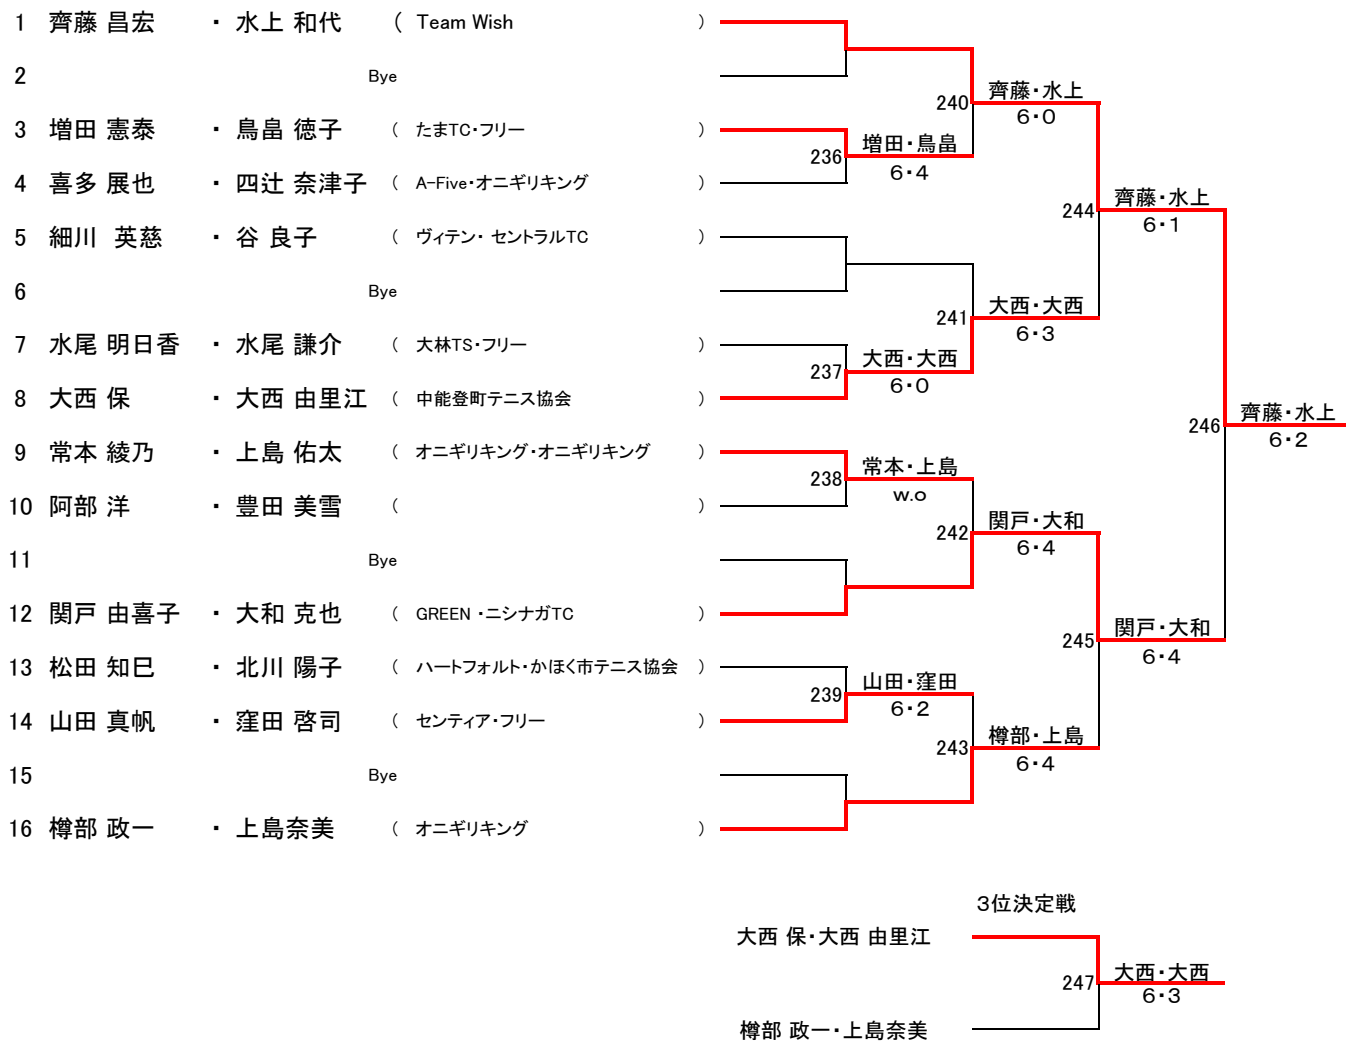 1 齊藤 昌宏 ・ 水上 和代 ( Team Wish )
2 Bye
240 齊藤・水上
6・0
3 増田 憲泰 ・ 鳥畠 徳子 ( たまTC・フリー )
236 増田・鳥畠
6・4
4 喜多 展也 ・ 四辻 奈津子 ( A-Five・オニギリキング )
244 齊藤・水上
6・1
5 細川 英慈 ・ 谷 良子 ( ヴィテン・ セントラルTC )
6 Bye
241 大西・大西
6・3
7 水尾 明日香 ・ 水尾 謙介 ( 大林TS・フリー )
237 大西・大西
6・0
8 大西 保 ・ 大西 由里江 ( 中能登町テニス協会 )
246 齊藤・水上
6・2
9 常本 綾乃 ・ 上島 佑太 ( オニギリキング・オニギリキング )
238 常本・上島
w.o
10 阿部 洋 ・ 豊田 美雪 ( )
242 関戸・大和
6・4
11 Bye
12 関戸 由喜子 ・ 大和 克也 ( GREEN ・ニシナガTC )
245 関戸・大和
6・4
13 松田 知巳 ・ 北川 陽子 ( ハートフォルト・かほく市テニス協会 )
239 山田・窪田
6・2
14 山田 真帆 ・ 窪田 啓司 ( センティア・フリー )
243 樽部・上島
6・4
15 Bye
16 樽部 政一 ・ 上島奈美 ( オニギリキング )
3位決定戦
大西 保・大西 由里江
247 大西・大西
6・3
樽部 政一・上島奈美